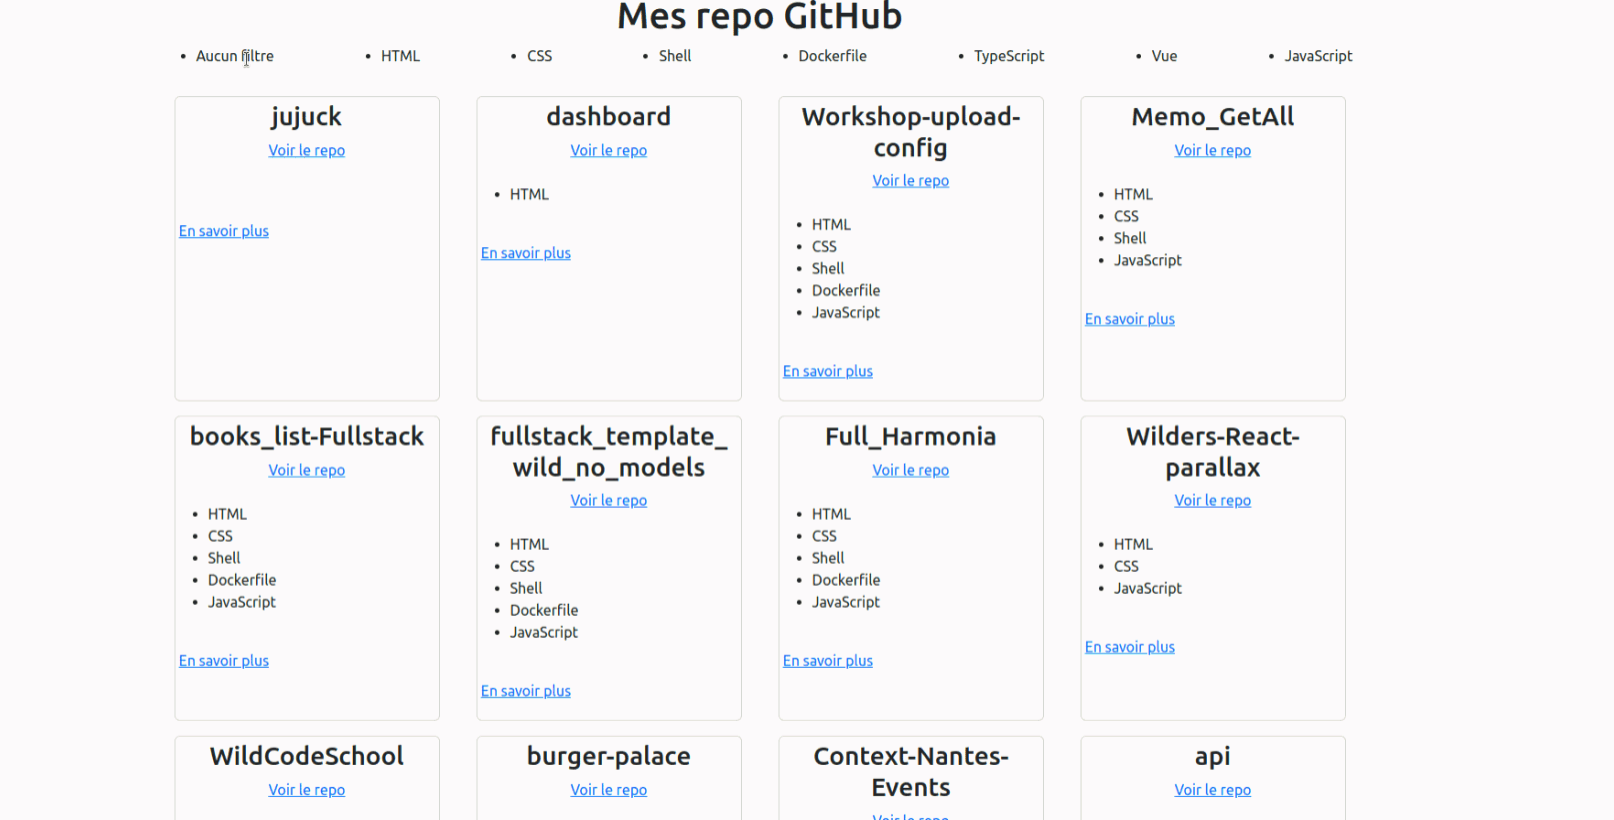 Mes repo GitHub
Aucun filtre
HTML
CSS
Shell
Dockerfile
TypeScript
Vue
JavaScript
jujuck
Voir le repo
En savoir plus
dashboard
Voir le repo
HTML
En savoir plus
Workshop-upload-
config
Voir le repo
HTML
CSS
Shell
Dockerfile
JavaScript
En savoir plus
Memo_GetAll
Voir le repo
HTML
CSS
Shell
JavaScript
En savoir plus
books_list-Fullstack
Voir le repo
HTML
CSS
Shell
Dockerfile
JavaScript
En savoir plus
fullstack_template_
wild_no_models
Voir le repo
HTML
CSS
Shell
Dockerfile
JavaScript
En savoir plus
Full_Harmonia
Voir le repo
HTML
CSS
Shell
Dockerfile
JavaScript
En savoir plus
Wilders-React-
parallax
Voir le repo
HTML
CSS
JavaScript
En savoir plus
WildCodeSchool
Voir le repo
burger-palace
Voir le repo
Context-Nantes-
Events
Voir le repo
api
Voir le repo